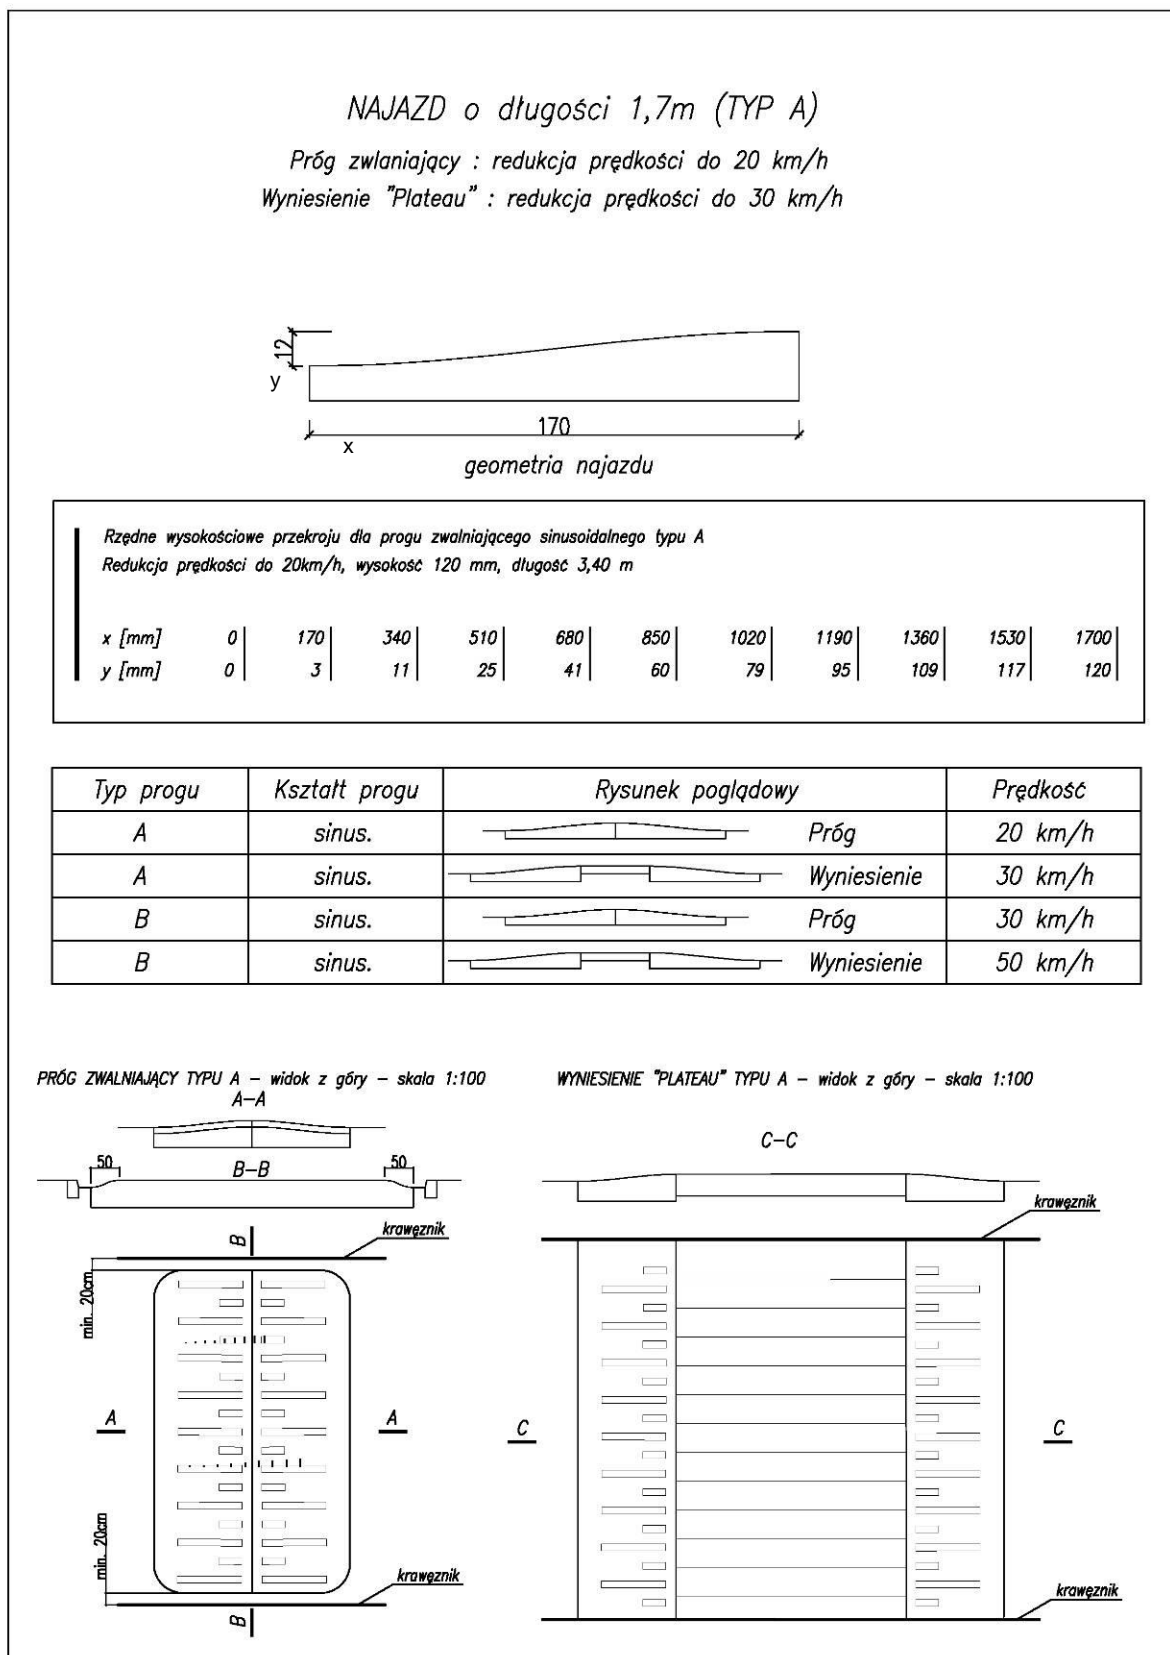 NAJAZD o długości 1,7m (TYP A)
Próg zwlaniający : redukcja prędkości do 20 km/h
Wyniesienie "Plateau" : redukcja prędkości do 30 km/h
12
y
170
x
geometria najazdu
Rzędne wysokościowe przekroju dla progu zwalniającego sinusoidalnego typu A
Redukcja prędkości do 20km/h, wysokość 120 mm, długość 3,40 m
x [mm] 0 170 340 510 680 850 1020 1190 1360 1530 1700
y [mm] 0 3 11 25 41 60 79 95 109 117 120
Typ progu Kształt progu Rysunek poglądowy Prędkość
A sinus. Próg 20 km/h
A sinus. Wyniesienie 30 km/h
B sinus. Próg 30 km/h
B sinus. Wyniesienie 50 km/h
PRÓG ZWALNIAJĄCY TYPU A – widok z góry – skala 1:100
A–A
50 B–B 50
B
krawęznik
min. 20cm
A A
min. 20cm
krawęznik
B
WYNIESIENIE "PLATEAU" TYPU A – widok z góry – skala 1:100
C–C
krawęznik
C C
krawęznik